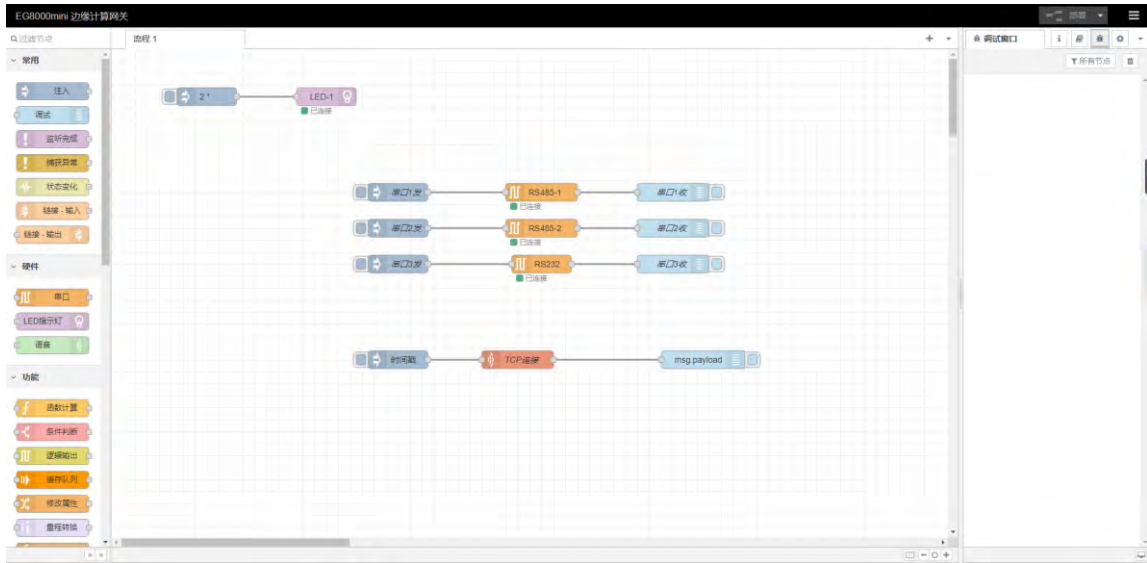 EG8000mini 边缘计算网关
部署
过滤节点
流程 1
调试窗口
所有节点
常用
注入
调试
监听完成
捕获异常
状态变化
链接 - 输入
链接 - 输出
硬件
串口
LED指示灯
语音
功能
函数计算
条件判断
逻辑输出
缓存队列
修改属性
量程转换
2 ¹
LED-1
已连接
串口1发
RS485-1
串口1收
已连接
串口2发
RS485-2
串口2收
已连接
串口3发
RS232
串口3收
已连接
时间戳
TCP连接
msg.payload